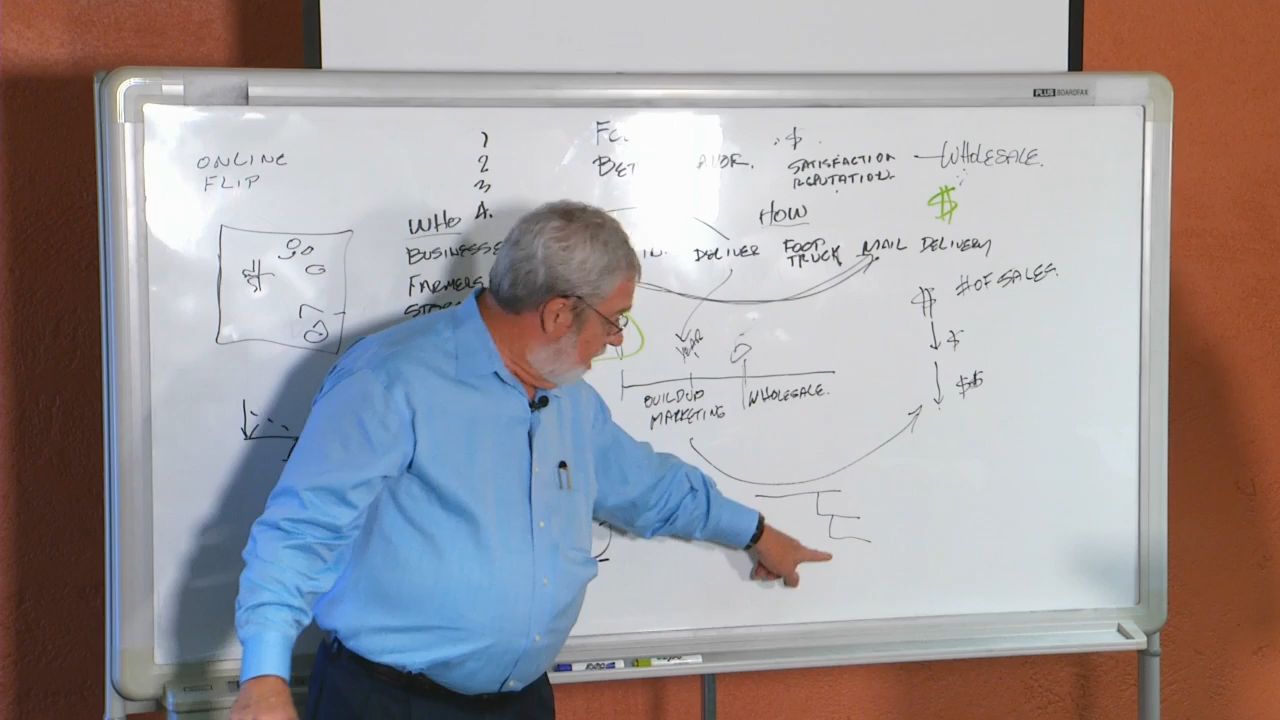 PLUS BOARDFAX
ONLINE
FLIP
1
2
3
4.
$
SATISFACTION
REPUTATION.
WHOLESALE.
$
WHO
BUSINESSE
FARMERS
HOW
DELIVER
FOOD
TRUCK
MAIL DELIVERY
$ # OF SALES.
$
$$
BUILDUP
MARKETING
WHOLESALE.